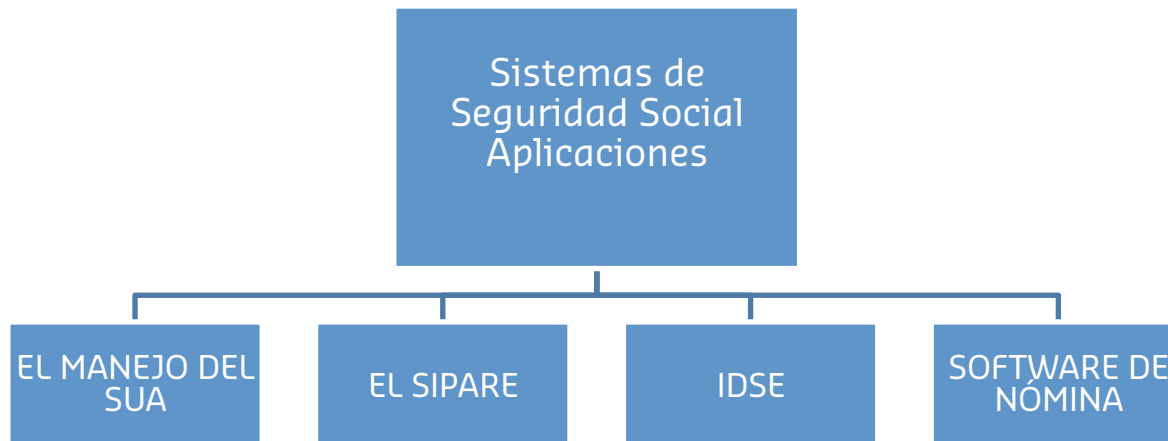 Sistemas de
Seguridad Social
Aplicaciones
EL MANEJO DEL
SUA
EL SIPARE
IDSE
SOFTWARE DE
NÓMINA